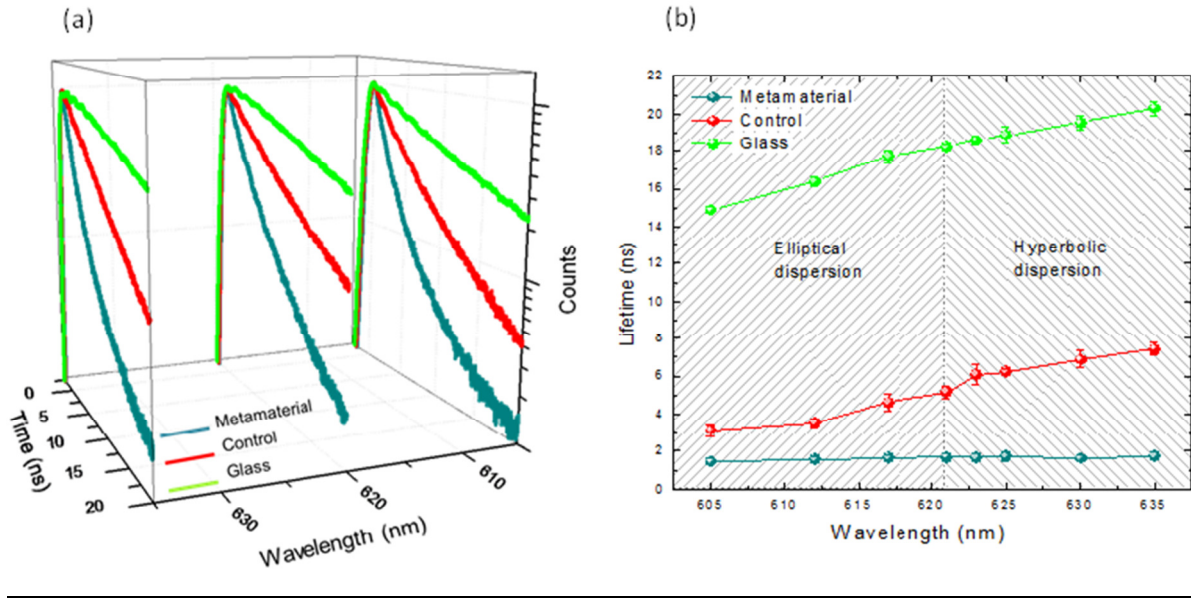 (a)
Counts
0
5
10
15
20
Time (ns)
Metamaterial
Control
Glass
630
620
610
Wavelength (nm)
(b)
22
20
18
16
14
12
10
8
6
4
2
0
Lifetime (ns)
Metamaterial
Control
Glass
Elliptical
dispersion
Hyperbolic
dispersion
605
610
615
620
625
630
635
Wavelength (nm)